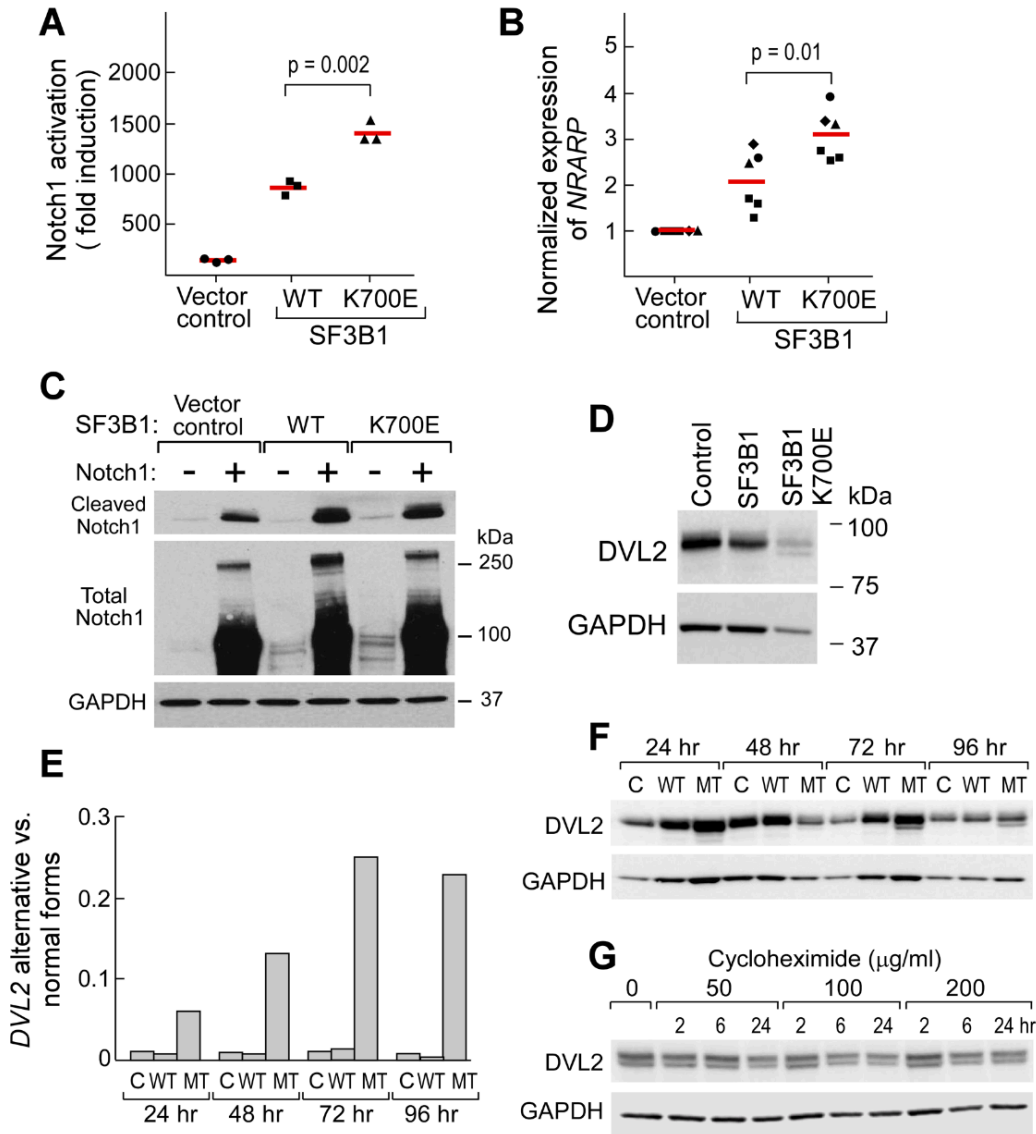 A
Notch1 activation
( fold induction)
2000
1500
1000
500
p = 0.002
Vector
control
WT
K700E
SF3B1
B
Normalized expression
of NRARP
5
4
3
2
1
p = 0.01
Vector
control
WT
K700E
SF3B1
C
SF3B1:
Vector
control
WT
K700E
Notch1:
- + - + - +
Cleaved
Notch1
kDa
250
Total
Notch1
100
GAPDH
37
D
Control
SF3B1
SF3B1
K700E
kDa
100
DVL2
75
GAPDH
37
E
DVL2 alternative vs.
normal forms
0.3
0.2
0.1
0
C WT MT C WT MT C WT MT C WT MT
24 hr 48 hr 72 hr 96 hr
F
24 hr 48 hr 72 hr 96 hr
C WT MT C WT MT C WT MT C WT MT
DVL2
GAPDH
G
Cycloheximide (μg/ml)
0 50 100 200
2 6 24 2 6 24 2 6 24 hr
DVL2
GAPDH